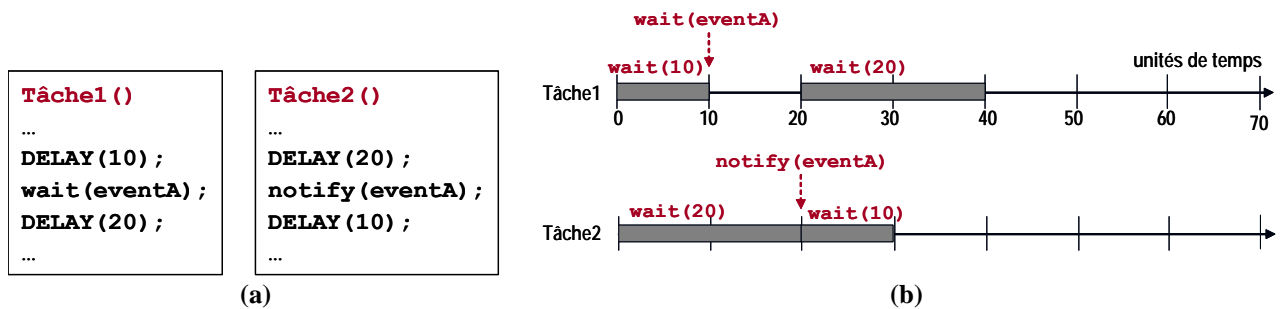 Tâche1()
…
DELAY(10);
wait(eventA);
DELAY(20);
…
Tâche2()
…
DELAY(20);
notify(eventA);
DELAY(10);
…
(a)
wait(eventA)
wait(10) wait(20) unités de temps
Tâche1
0 10 20 30 40 50 60 70
notify(eventA)
wait(20) wait(10)
Tâche2
(b)